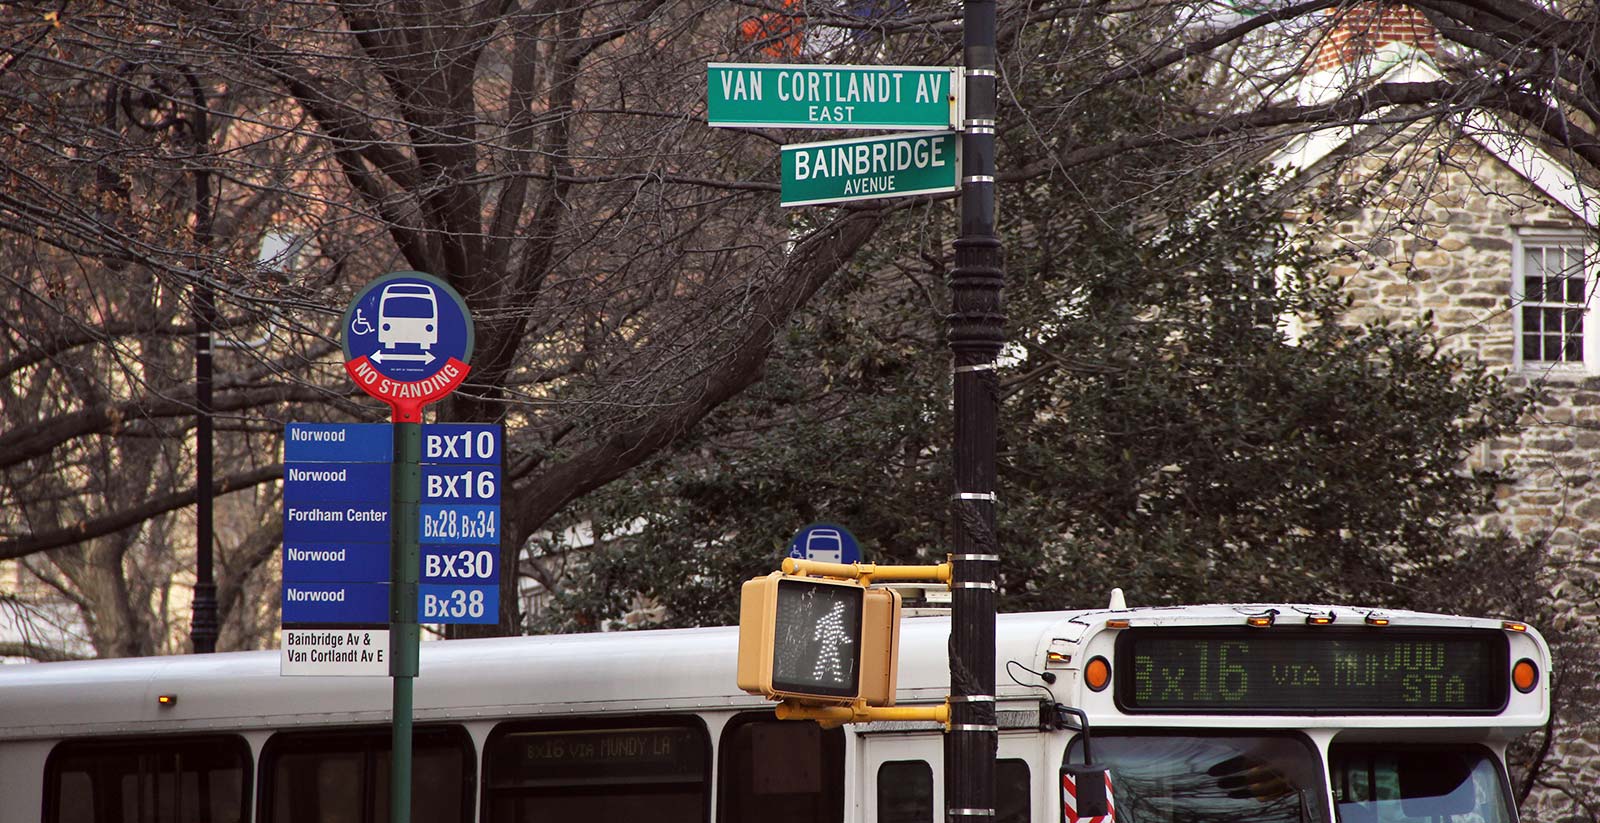 VAN CORTLANDT AV
EAST
BAINBRIDGE
AVENUE
NO STANDING
Norwood BX10
Norwood BX16
Fordham Center Bx28, Bx34
Norwood BX30
Norwood Bx38
Bainbridge Av &
Van Cortlandt Av E
Bx16 VIA
STA
BX16 VIA MUNDY LA